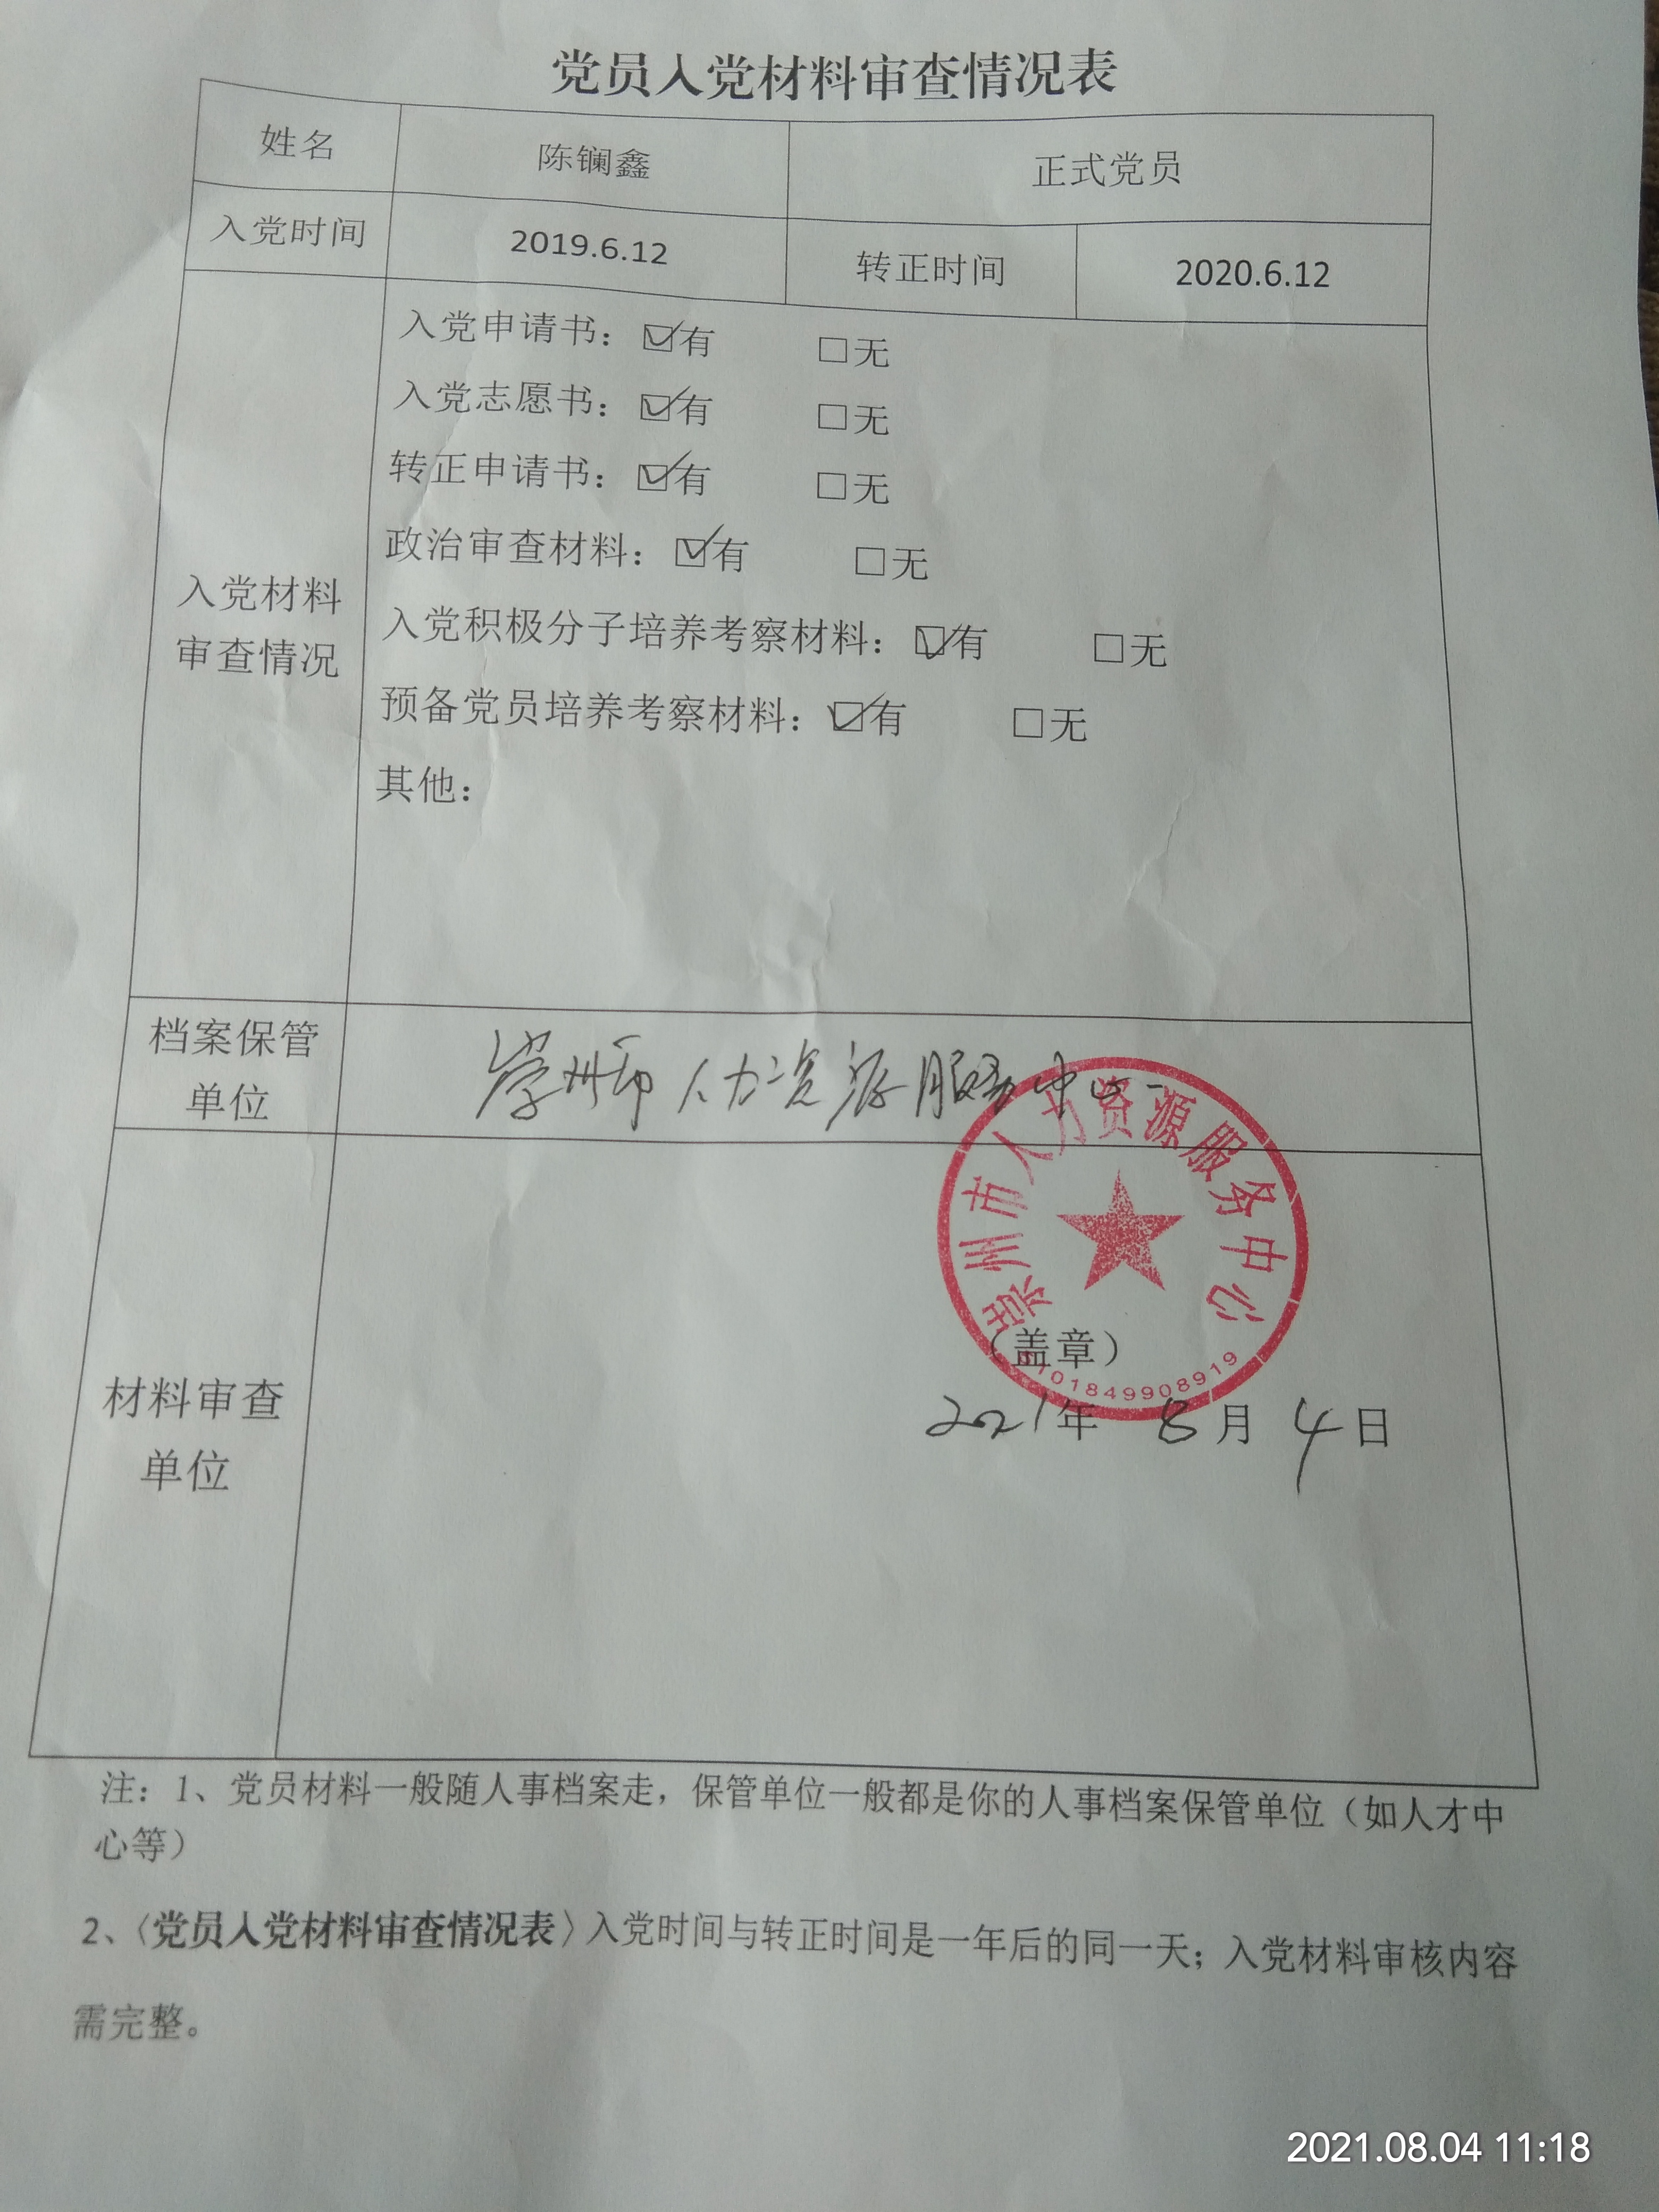 党员入党材料审查情况表
姓名 陈镧鑫 正式党员
入党时间 2019.6.12 转正时间 2020.6.12
入党申请书：☑有 □无
入党志愿书：☑有 □无
转正申请书：☑有 □无
政治审查材料：☑有 □无
入党积极分子培养考察材料：☑有 □无
预备党员培养考察材料：☑有 □无
其他：
入党材料
审查情况
档案保管
单位
崇州市人力资源服务中心
崇州市人力资源服务中心
（盖章）
5101849908919
2021年 8月 4日
材料审查
单位
注：1、党员材料一般随人事档案走，保管单位一般都是你的人事档案保管单位（如人才中
心等）
2、〈党员入党材料审查情况表〉入党时间与转正时间是一年后的同一天；入党材料审核内容
需完整。
2021.08.04 11:18